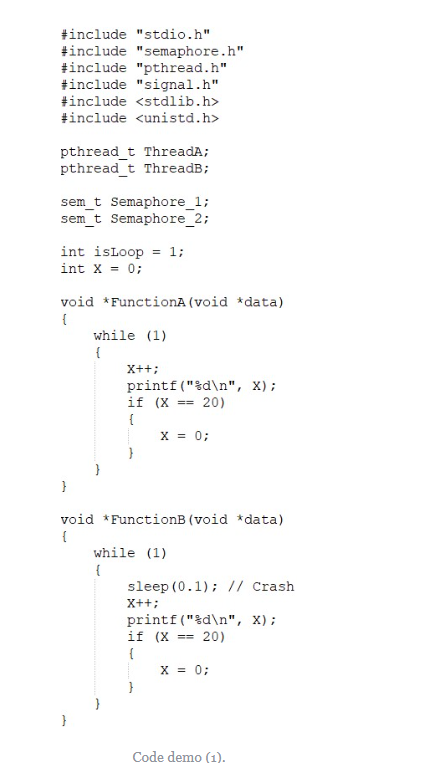 #include "stdio.h"
#include "semaphore.h"
#include "pthread.h"
#include "signal.h"
#include <stdlib.h>
#include <unistd.h>

pthread_t ThreadA;
pthread_t ThreadB;

sem_t Semaphore_1;
sem_t Semaphore_2;

int isLoop = 1;
int X = 0;

void *FunctionA(void *data)
{
    while (1)
    {
        X++;
        printf("%d\n", X);
        if (X == 20)
        {
            X = 0;
        }
    }
}

void *FunctionB(void *data)
{
    while (1)
    {
        sleep(0.1); // Crash
        X++;
        printf("%d\n", X);
        if (X == 20)
        {
            X = 0;
        }
    }
}

Code demo (1).